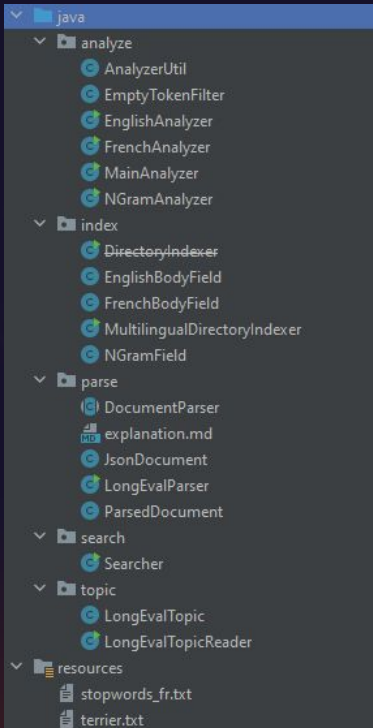 java
analyze
AnalyzerUtil
EmptyTokenFilter
EnglishAnalyzer
FrenchAnalyzer
MainAnalyzer
NGramAnalyzer
index
DirectoryIndexer
EnglishBodyField
FrenchBodyField
MultilingualDirectoryIndexer
NGramField
parse
DocumentParser
explanation.md
JsonDocument
LongEvalParser
ParsedDocument
search
Searcher
topic
LongEvalTopic
LongEvalTopicReader
resources
stopwords_fr.txt
terrier.txt